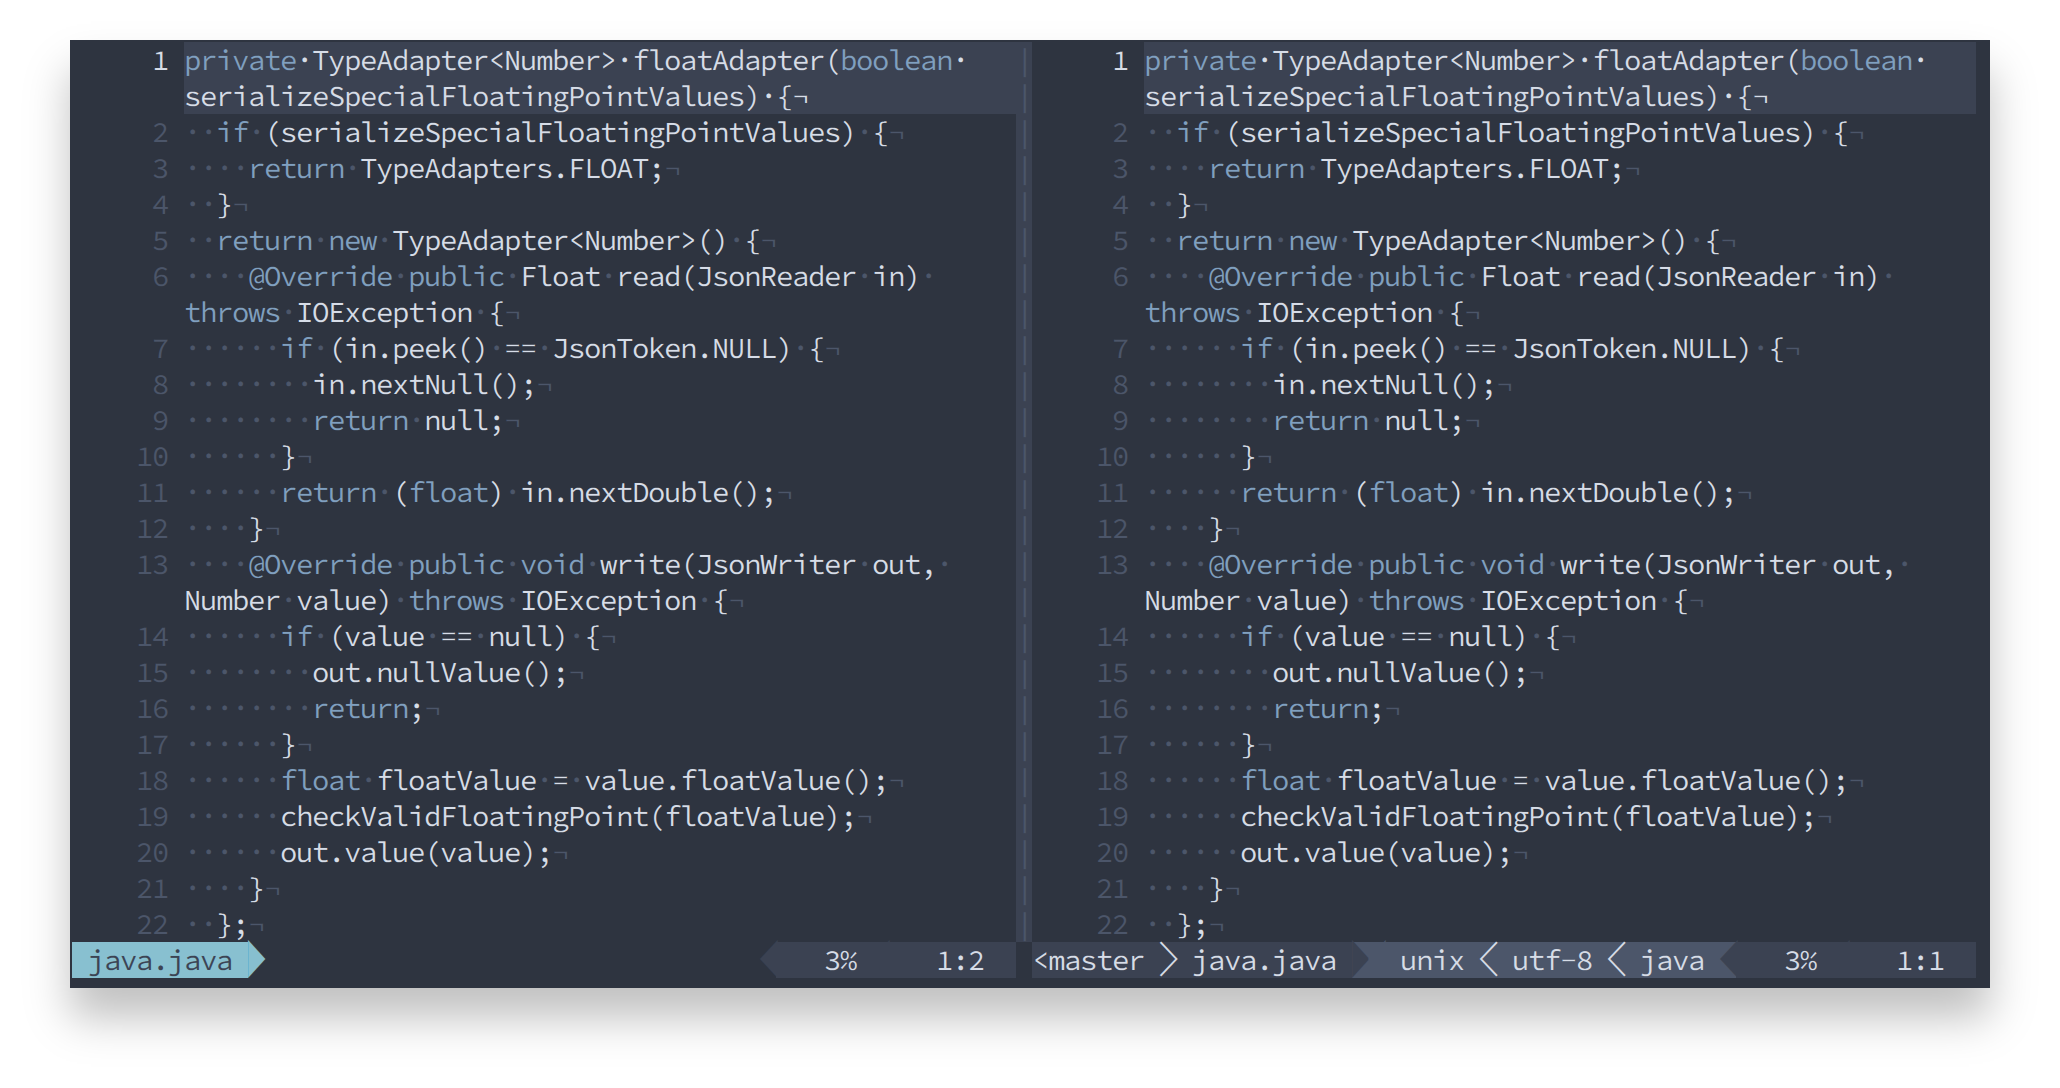 1 private·TypeAdapter<Number>·floatAdapter(boolean·
serializeSpecialFloatingPointValues)·{¬
2 ··if·(serializeSpecialFloatingPointValues)·{¬
3 ····return·TypeAdapters.FLOAT;¬
4 ··}¬
5 ··return·new·TypeAdapter<Number>()·{¬
6 ····@Override·public·Float·read(JsonReader·in)·
throws·IOException·{¬
7 ······if·(in.peek()·==·JsonToken.NULL)·{¬
8 ········in.nextNull();¬
9 ········return·null;¬
10 ······}¬
11 ······return·(float)·in.nextDouble();¬
12 ····}¬
13 ····@Override·public·void·write(JsonWriter·out,·
Number·value)·throws·IOException·{¬
14 ······if·(value·==·null)·{¬
15 ········out.nullValue();¬
16 ········return;¬
17 ······}¬
18 ······float·floatValue·=·value.floatValue();¬
19 ······checkValidFloatingPoint(floatValue);¬
20 ······out.value(value);¬
21 ····}¬
22 ··};¬
java.java 3% 1:2
1 private·TypeAdapter<Number>·floatAdapter(boolean·
serializeSpecialFloatingPointValues)·{¬
2 ··if·(serializeSpecialFloatingPointValues)·{¬
3 ····return·TypeAdapters.FLOAT;¬
4 ··}¬
5 ··return·new·TypeAdapter<Number>()·{¬
6 ····@Override·public·Float·read(JsonReader·in)·
throws·IOException·{¬
7 ······if·(in.peek()·==·JsonToken.NULL)·{¬
8 ········in.nextNull();¬
9 ········return·null;¬
10 ······}¬
11 ······return·(float)·in.nextDouble();¬
12 ····}¬
13 ····@Override·public·void·write(JsonWriter·out,·
Number·value)·throws·IOException·{¬
14 ······if·(value·==·null)·{¬
15 ········out.nullValue();¬
16 ········return;¬
17 ······}¬
18 ······float·floatValue·=·value.floatValue();¬
19 ······checkValidFloatingPoint(floatValue);¬
20 ······out.value(value);¬
21 ····}¬
22 ··};¬
<master java.java unix utf-8 java 3% 1:1